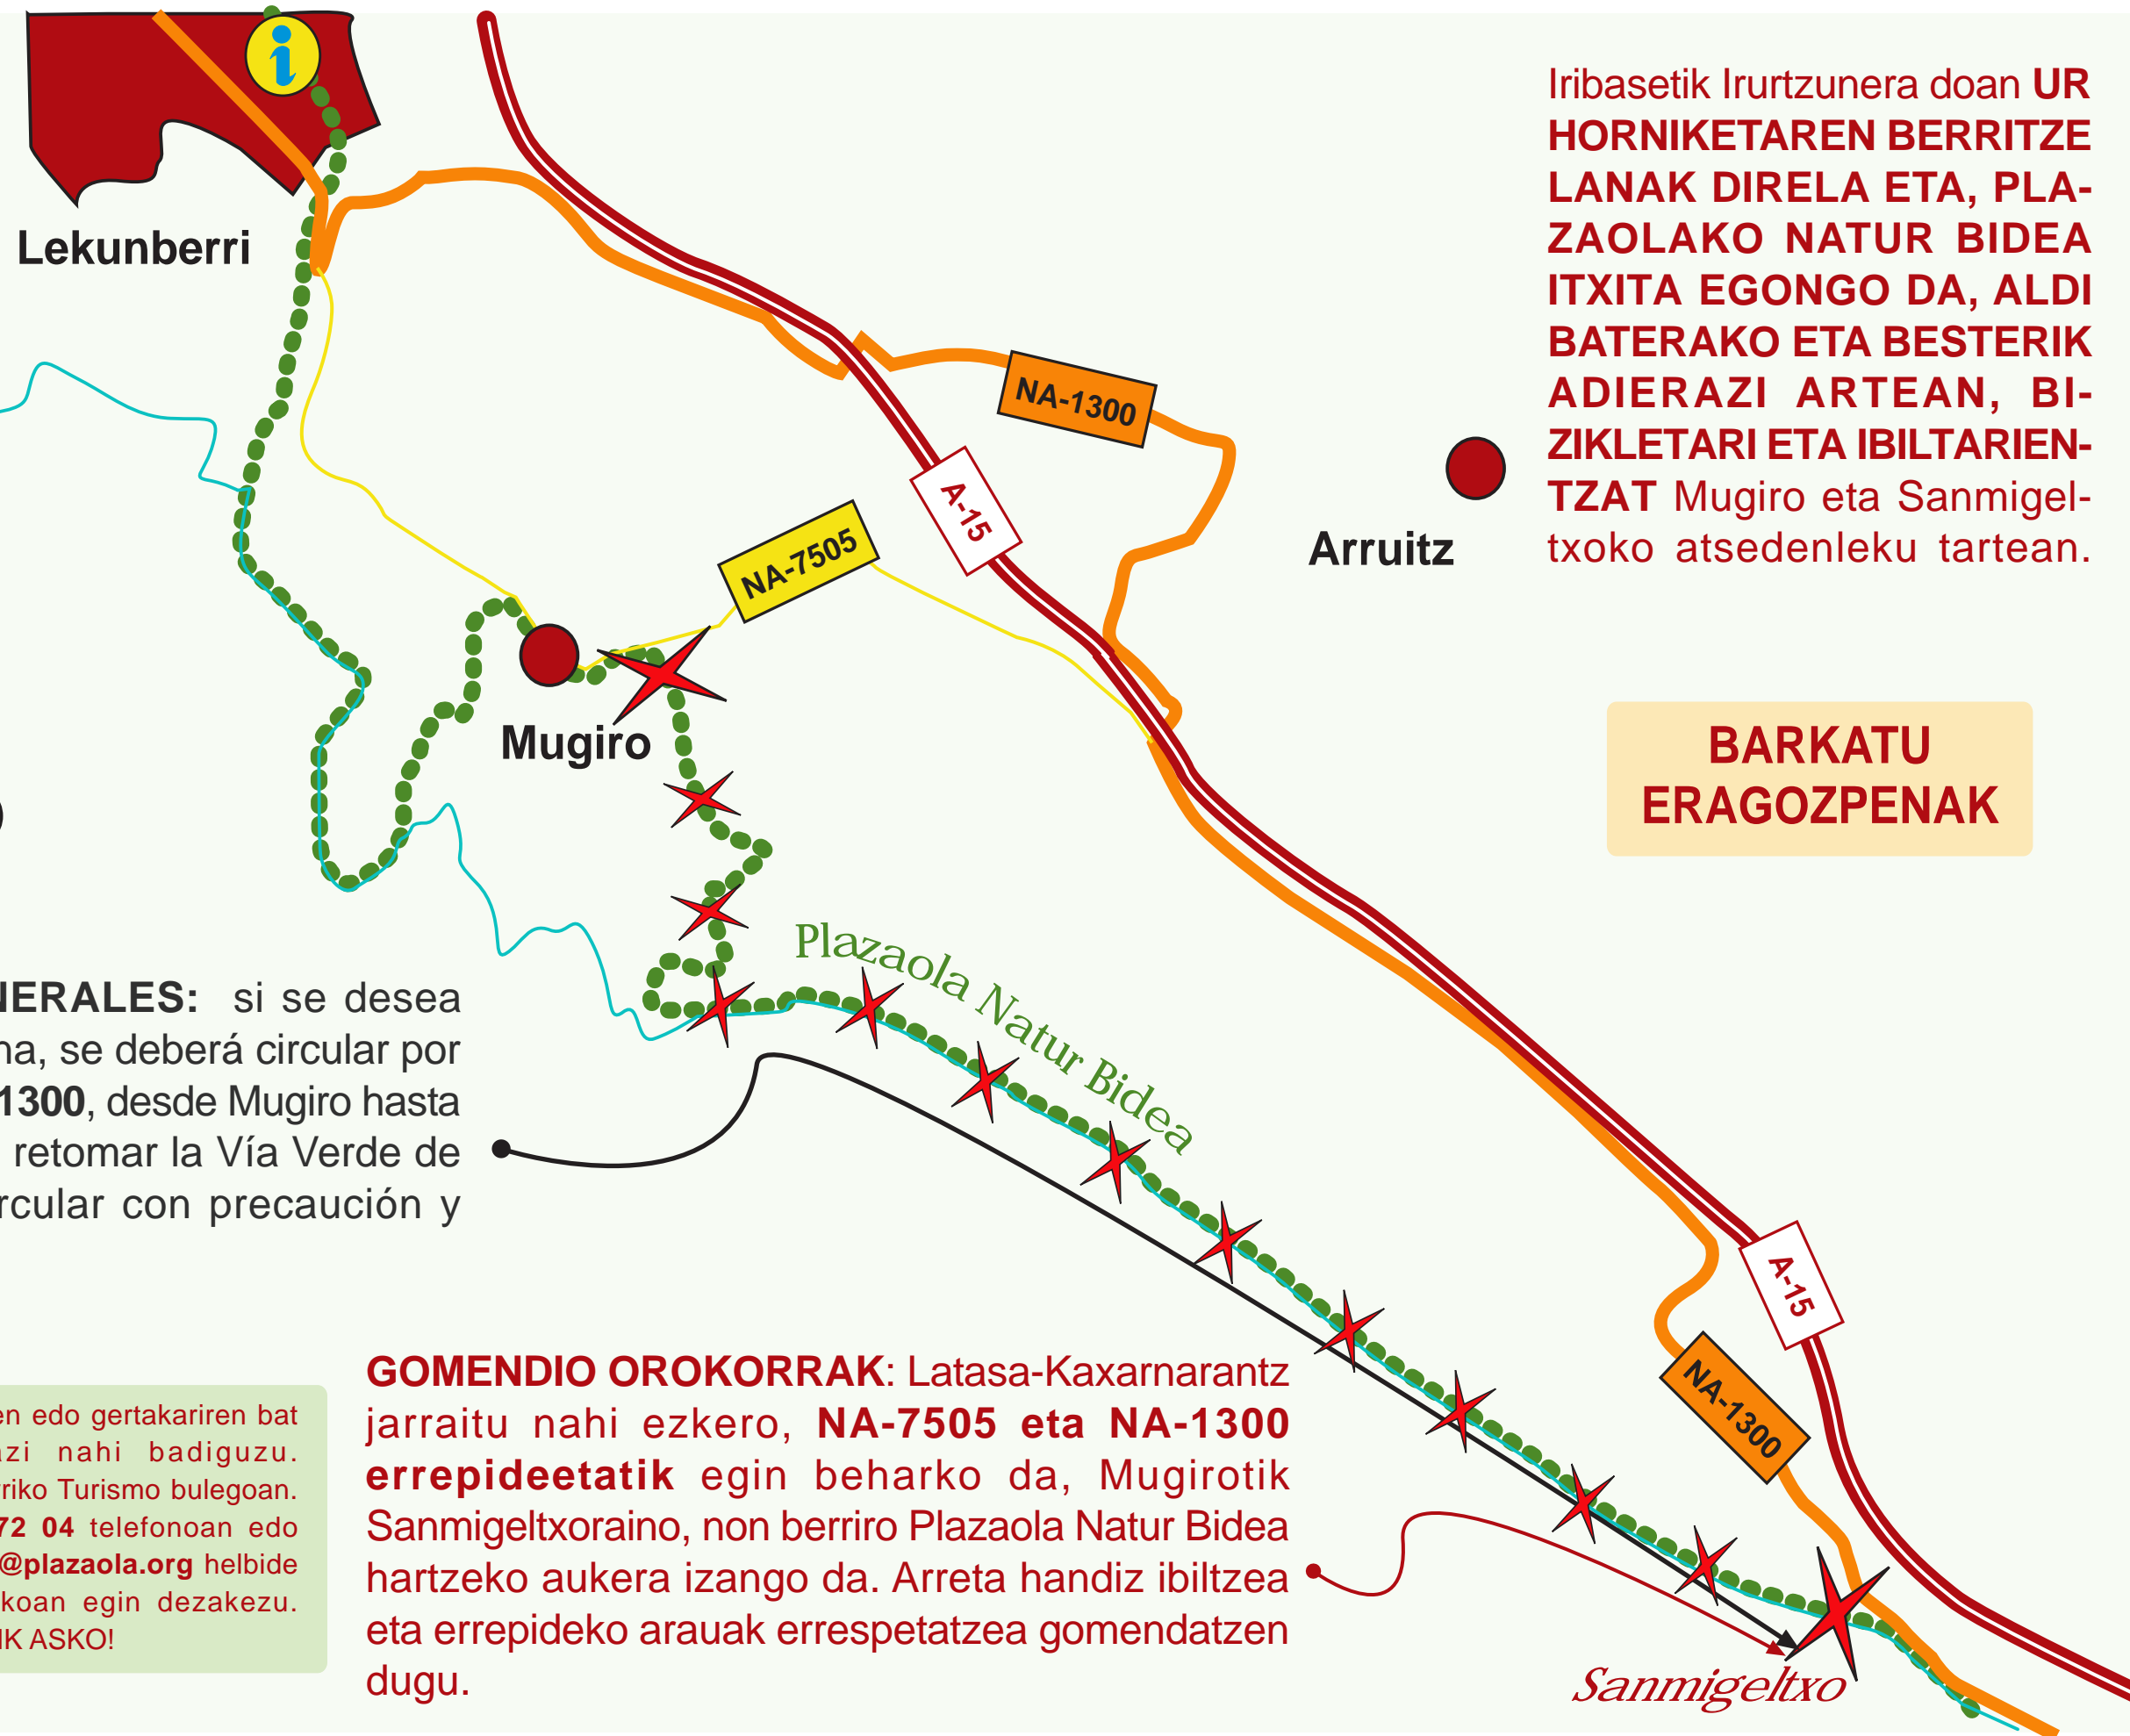 Iribasetik Irurtzunera doan UR
HORNIKETAREN BERRITZE
LANAK DIRELA ETA, PLA-
ZAOLAKO NATUR BIDEA
ITXITA EGONGO DA, ALDI
BATERAKO ETA BESTERIK
ADIERAZI ARTEAN, BI-
ZIKLETARI ETA IBILTARIEN-
TZAT Mugiro eta Sanmigel-
txoko atsedenleku tartean.
i
Lekunberri
NA-1300
A-15
NA-7505
Arruitz
Mugiro
BARKATU
ERAGOZPENAK
Plazaola Natur Bidea
NERALES: si se desea
na, se deberá circular por
1300, desde Mugiro hasta
retomar la Vía Verde de
rcular con precaución y
A-15
NA-1300
GOMENDIO OROKORRAK: Latasa-Kaxarnarantz
jarraitu nahi ezkero, NA-7505 eta NA-1300
errepideetatik egin beharko da, Mugirotik
Sanmigeltxoraino, non berriro Plazaola Natur Bidea
hartzeko aukera izango da. Arreta handiz ibiltzea
eta errepideko arauak errespetatzea gomendatzen
dugu.
en edo gertakariren bat
azi nahi badiguzu.
rriko Turismo bulegoan.
72 04 telefonoan edo
@plazaola.org helbide
koan egin dezakezu.
IK ASKO!
Sanmigeltxo